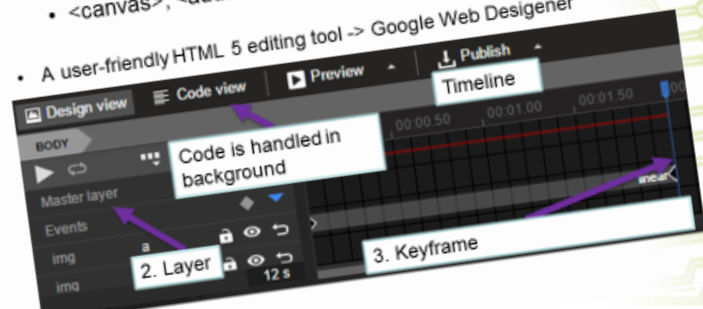 • <canvas>,
• A user-friendly HTML 5 editing tool -> Google Web Desigener
Design view Code view Preview Publish
Timeline
BODY
00:00.50 00:01.00 00:01.50
Code is handled in
background
Master layer
Events
linear
img a
2. Layer
3. Keyframe
img
12 s